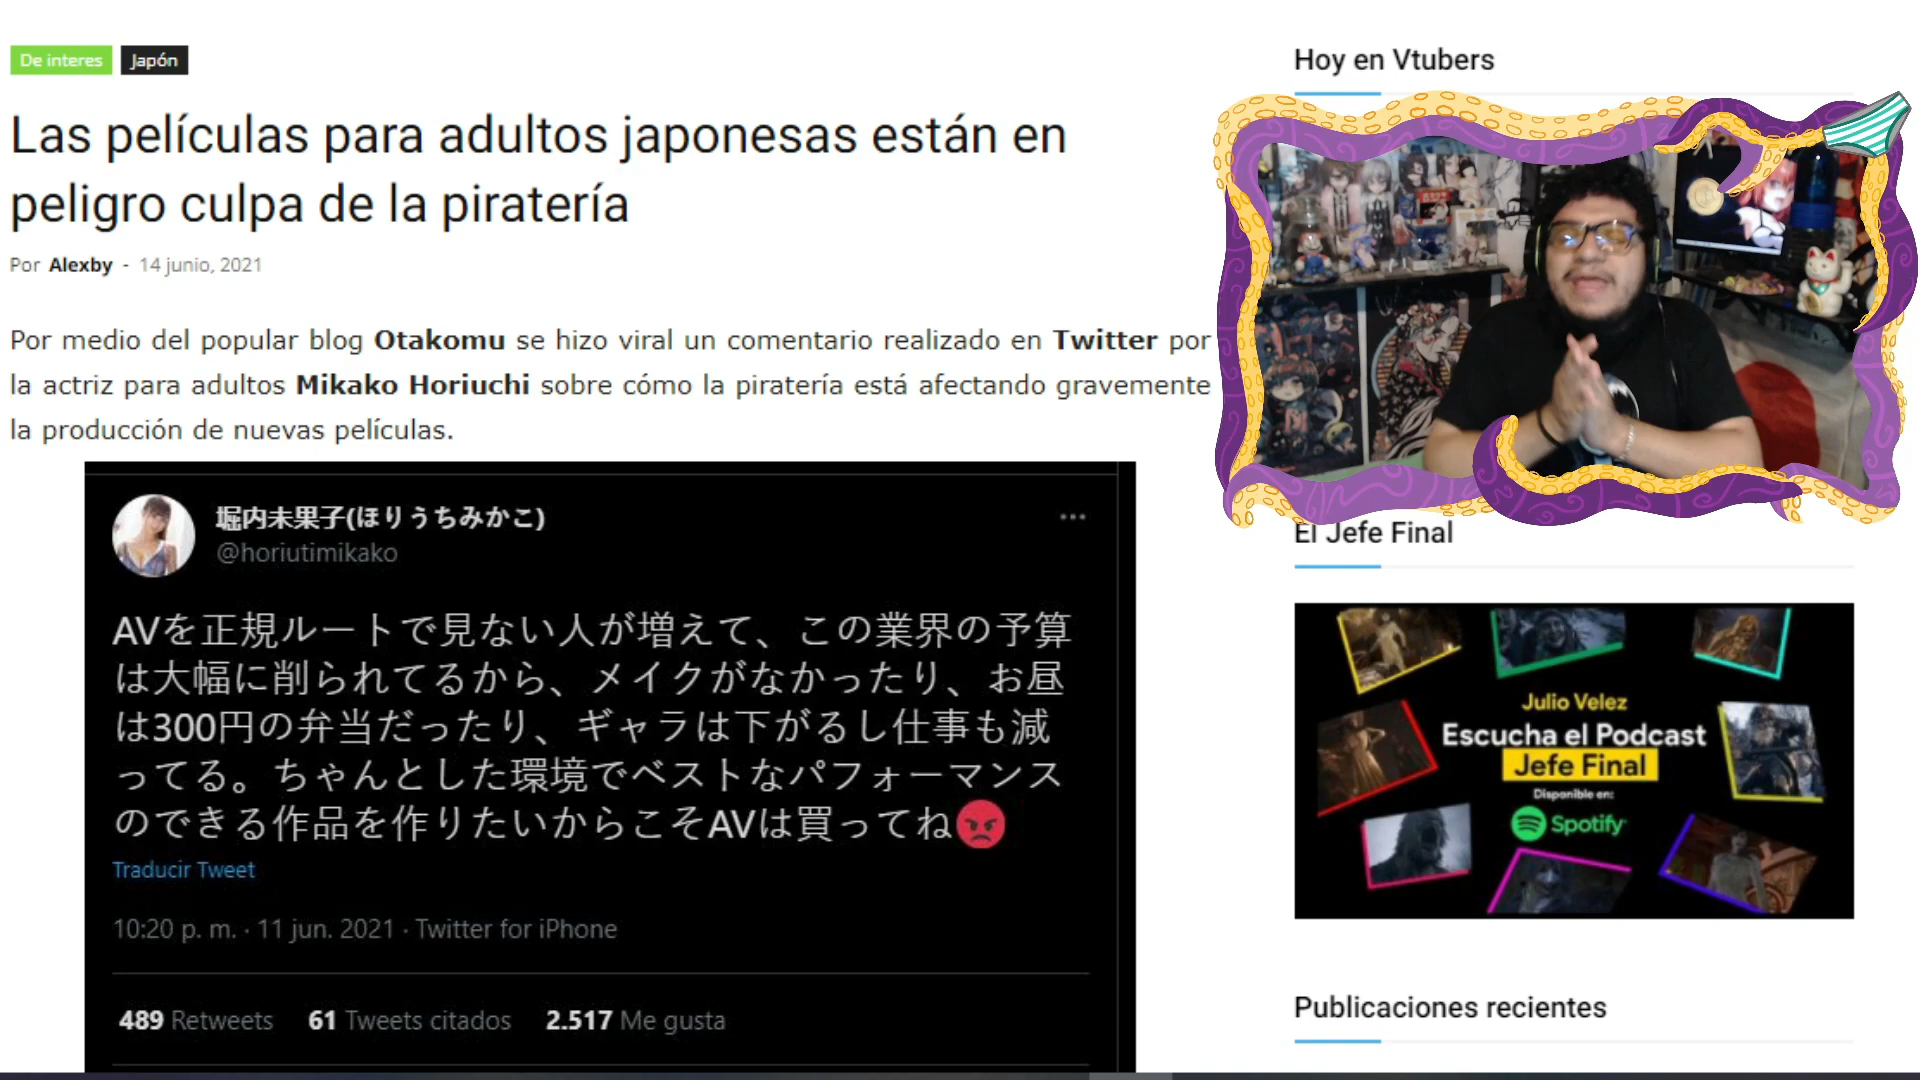 De interes
Japón
Las películas para adultos japonesas están en
peligro culpa de la piratería
Por Alexby - 14 junio, 2021
Por medio del popular blog Otakomu se hizo viral un comentario realizado en Twitter por
la actriz para adultos Mikako Horiuchi sobre cómo la piratería está afectando gravemente
la producción de nuevas películas.
堀内未果子(ほりうちみかこ)
@horiutimikako
AVを正規ルートで見ない人が増えて、この業界の予算
は大幅に削られてるから、メイクがなかったり、お昼
は300円の弁当だったり、ギャラは下がるし仕事も減
ってる。ちゃんとした環境でベストなパフォーマンス
のできる作品を作りたいからこそAVは買ってね😡
Traducir Tweet
10:20 p. m. · 11 jun. 2021 · Twitter for iPhone
489 Retweets 61 Tweets citados 2.517 Me gusta
Hoy en Vtubers
El Jefe Final
Julio Velez
Escucha el Podcast
Jefe Final
Disponible en:
Spotify
Publicaciones recientes